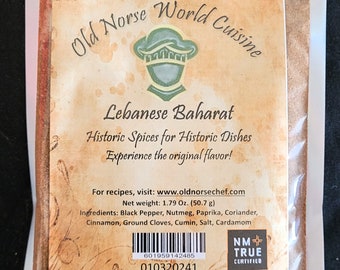 Old Norse World Cuisine
Lebanese Baharat
Historic Spices for Historic Dishes
Experience the original flavor!
For recipes, visit: www.oldnorsechef.com
Net weight: 1.79 Oz. (50.7 g)
Ingredients: Black Pepper, Nutmeg, Paprika, Coriander,
Cinnamon, Ground Cloves, Cumin, Salt, Cardamom
601959142485
010320241
NM
TRUE
CERTIFIED